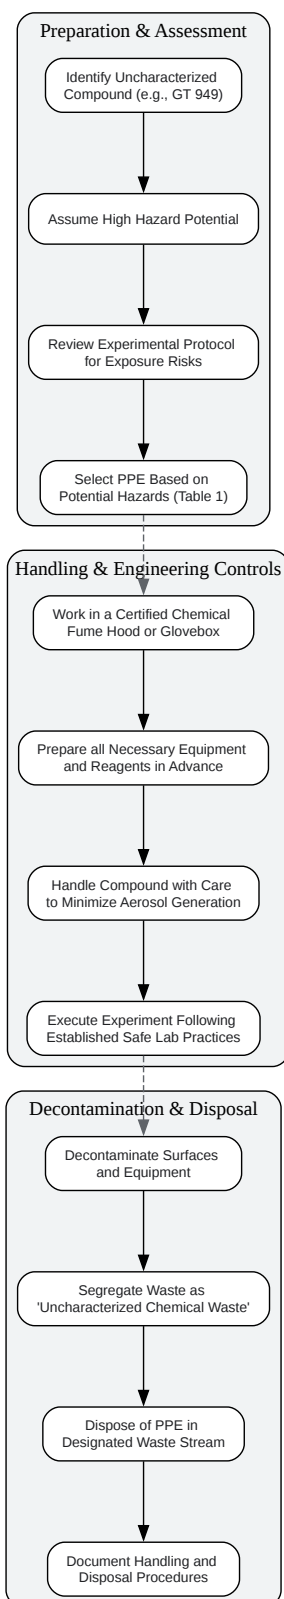 Preparation & Assessment
Identify Uncharacterized
Compound (e.g., GT 949)
Assume High Hazard Potential
Review Experimental Protocol
for Exposure Risks
Select PPE Based on
Potential Hazards (Table 1)
Handling & Engineering Controls
Work in a Certified Chemical
Fume Hood or Glovebox
Prepare all Necessary Equipment
and Reagents in Advance
Handle Compound with Care
to Minimize Aerosol Generation
Execute Experiment Following
Established Safe Lab Practices
Decontamination & Disposal
Decontaminate Surfaces
and Equipment
Segregate Waste as
'Uncharacterized Chemical Waste'
Dispose of PPE in
Designated Waste Stream
Document Handling and
Disposal Procedures